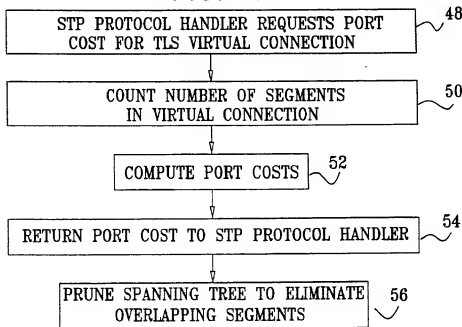 STP PROTOCOL HANDLER REQUESTS PORT
COST FOR TLS VIRTUAL CONNECTION
48
COUNT NUMBER OF SEGMENTS
IN VIRTUAL CONNECTION
50
COMPUTE PORT COSTS
52
RETURN PORT COST TO STP PROTOCOL HANDLER
54
PRUNE SPANNING TREE TO ELIMINATE
OVERLAPPING SEGMENTS
56